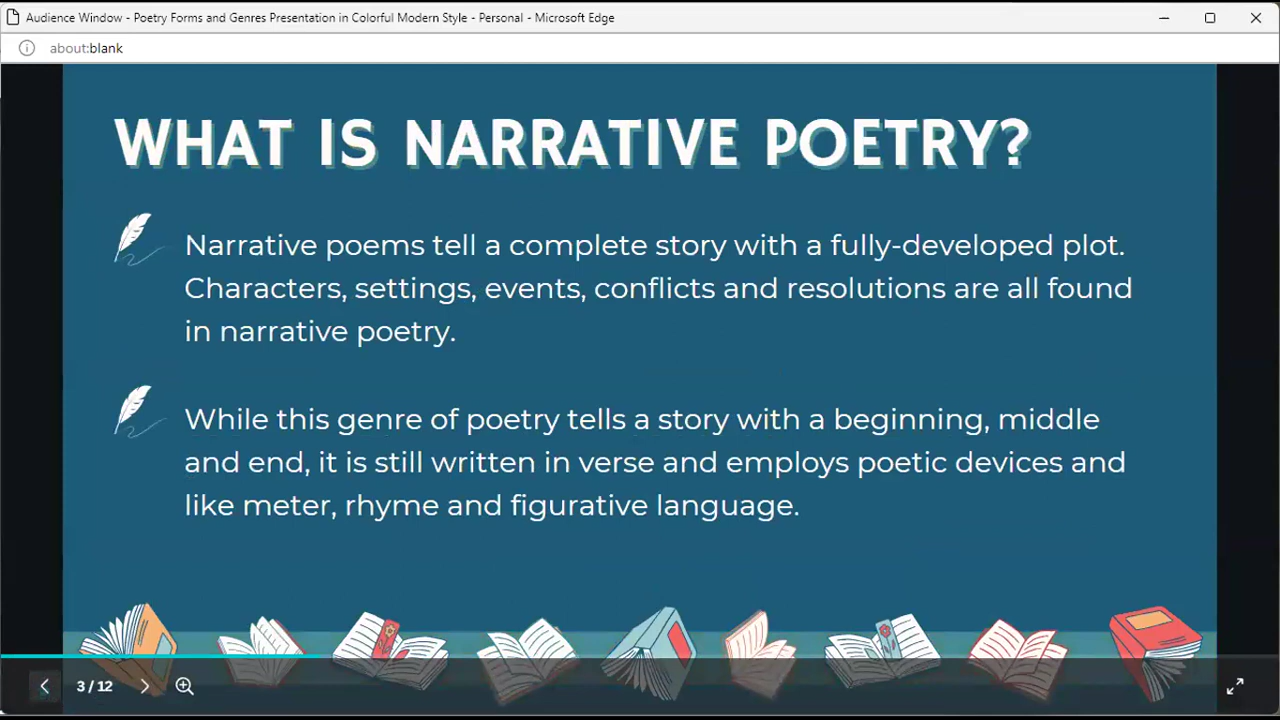 Audience Window - Poetry Forms and Genres Presentation in Colorful Modern Style - Personal - Microsoft Edge
about:blank
WHAT IS NARRATIVE POETRY?
Narrative poems tell a complete story with a fully-developed plot.
Characters, settings, events, conflicts and resolutions are all found
in narrative poetry.
While this genre of poetry tells a story with a beginning, middle
and end, it is still written in verse and employs poetic devices and
like meter, rhyme and figurative language.
3 / 12